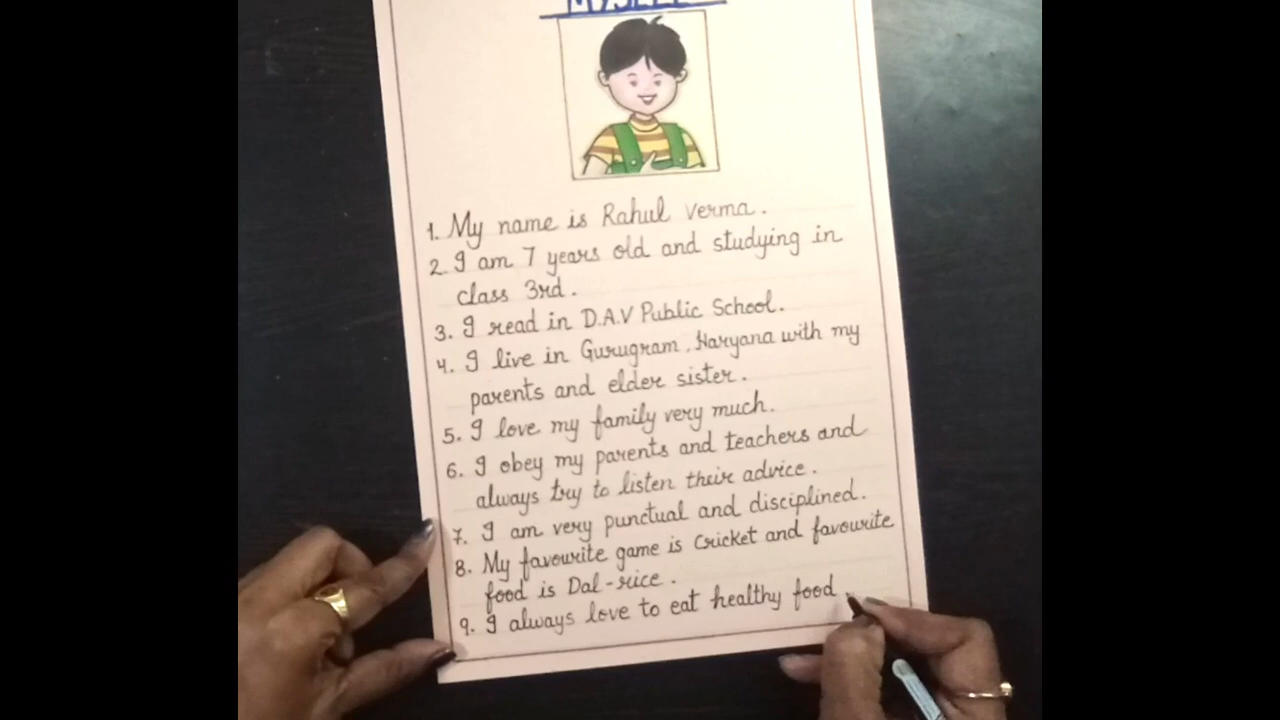 1. My name is Rahul Verma.
2. I am 7 years old and studying in
class 3rd.
3. I read in D.A.V Public School.
4. I live in Gurugram, Haryana with my
parents and elder sister.
5. I love my family very much.
6. I obey my parents and teachers and
always try to listen their advice.
7. I am very punctual and disciplined.
8. My favourite game is Cricket and favourite
food is Dal-rice.
9. I always love to eat healthy food.